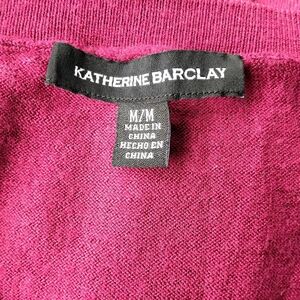 KATHERINE BARCLAY
M/M
MADE IN
CHINA
HECHO EN
CHINA